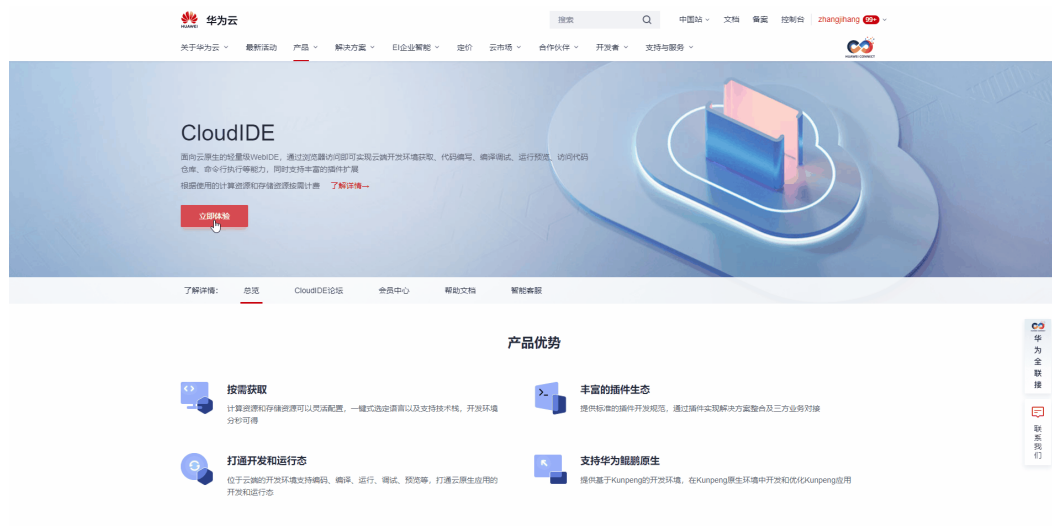 华为云
HUAWEI
搜索
中国站
文档
备案
控制台
zhangjihang
99+
关于华为云
最新活动
产品
解决方案
EI企业智能
定价
云市场
合作伙伴
开发者
支持与服务
HUAWEI CONNECT
CloudIDE
面向云原生的轻量级WebIDE，通过浏览器访问即可实现云端开发环境获取、代码编写、编译调试、运行预览、访问代码
仓库、命令行执行等能力，同时支持丰富的插件扩展
根据使用的计算资源和存储资源按需计费 了解详情→
立即体验
了解详情：
总览
CloudIDE论坛
会员中心
帮助文档
智能客服
产品优势
按需获取
计算资源和存储资源可以灵活配置，一键式选定语言以及支持技术栈，开发环境
分秒可得
丰富的插件生态
提供标准的插件开发规范，通过插件实现解决方案整合及三方业务对接
打通开发和运行态
位于云端的开发环境支持编码、编译、运行、调试、预览等，打通云原生应用的
开发和运行态
支持华为鲲鹏原生
提供基于Kunpeng的开发环境，在Kunpeng原生环境中开发和优化Kunpeng应用
华为全联接
联系我们